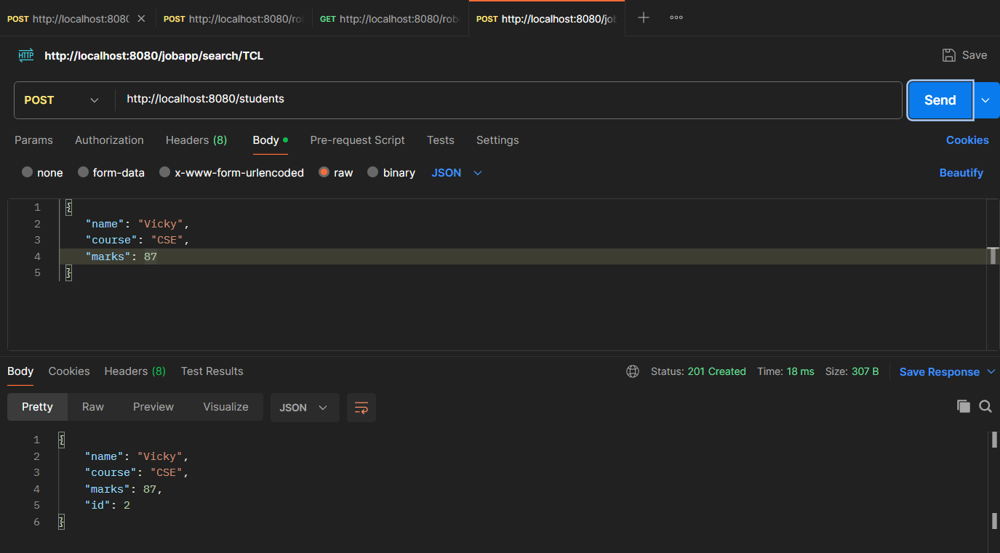 POST http://localhost:8080 POST http://localhost:8080/ro GET http://localhost:8080/rob POST http://localhost:8080/job
HTTP http://localhost:8080/jobapp/search/TCL Save
POST http://localhost:8080/students Send
Params Authorization Headers (8) Body Pre-request Script Tests Settings Cookies
none form-data x-www-form-urlencoded raw binary JSON Beautify
1 {
2 "name": "Vicky",
3 "course": "CSE",
4 "marks": 87
5 }
Body Cookies Headers (8) Test Results Status: 201 Created Time: 18 ms Size: 307 B Save Response
Pretty Raw Preview Visualize JSON
1 {
2 "name": "Vicky",
3 "course": "CSE",
4 "marks": 87,
5 "id": 2
6 }